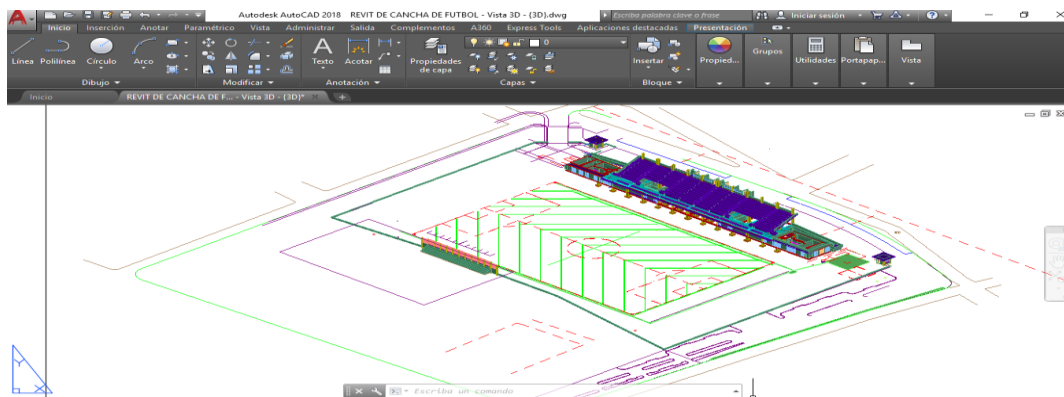 Autodesk AutoCAD 2018 REVIT DE CANCHA DE FUTBOL - Vista 3D - {3D}.dwg Escriba palabra clave o frase Iniciar sesión
Inicio Inserción Anotar Paramétrico Vista Administrar Salida Complementos A360 Express Tools Aplicaciones destacadas Presentación
Línea Polilínea Círculo Arco Texto Acotar Propiedades de capa 0 Insertar Propied... Grupos Utilidades Portapap... Vista
Dibujo Modificar Anotación Capas Bloque
Inicio REVIT DE CANCHA DE F... - Vista 3D - {3D}*
Y
X
Escriba un comando